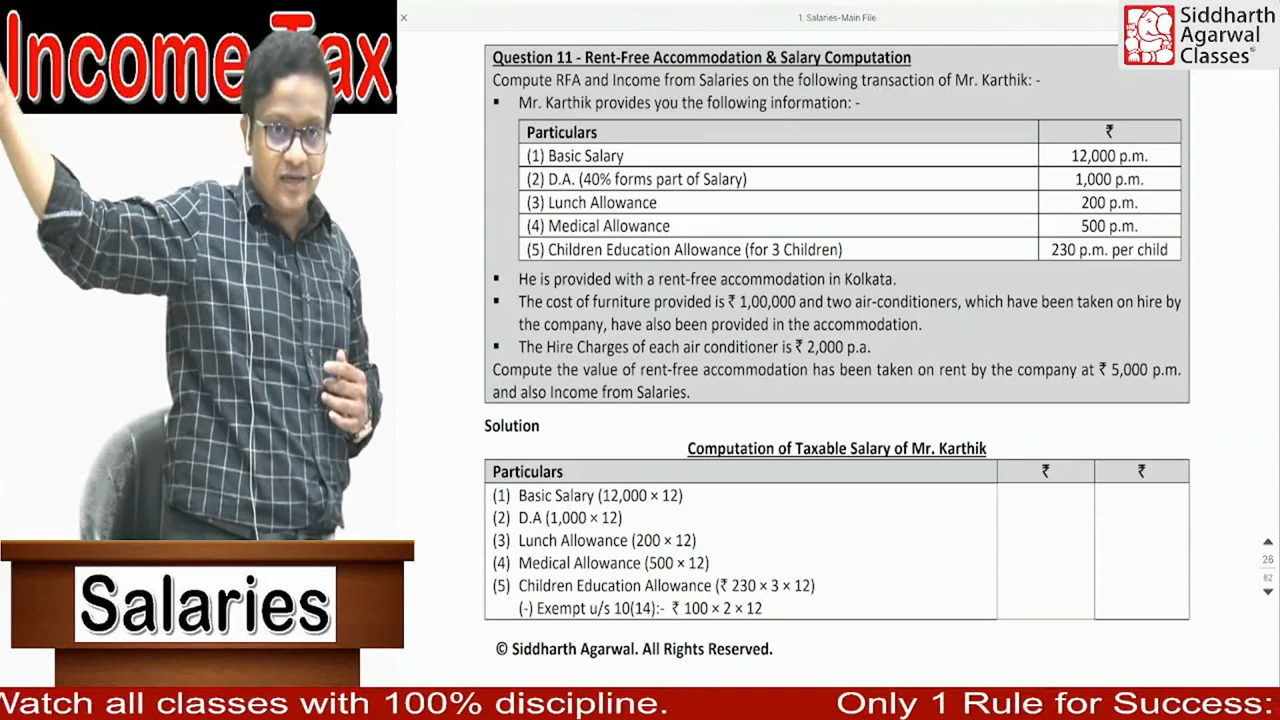 Income Tax
Salaries
×
1. Salaries-Main File
Siddharth
Agarwal
Classes®
Question 11 - Rent-Free Accommodation & Salary Computation
Compute RFA and Income from Salaries on the following transaction of Mr. Karthik: -
▪ Mr. Karthik provides you the following information: -
Particulars ₹
(1) Basic Salary 12,000 p.m.
(2) D.A. (40% forms part of Salary) 1,000 p.m.
(3) Lunch Allowance 200 p.m.
(4) Medical Allowance 500 p.m.
(5) Children Education Allowance (for 3 Children) 230 p.m. per child
▪ He is provided with a rent-free accommodation in Kolkata.
▪ The cost of furniture provided is ₹ 1,00,000 and two air-conditioners, which have been taken on hire by
the company, have also been provided in the accommodation.
▪ The Hire Charges of each air conditioner is ₹ 2,000 p.a.
Compute the value of rent-free accommodation has been taken on rent by the company at ₹ 5,000 p.m.
and also Income from Salaries.
Solution
Computation of Taxable Salary of Mr. Karthik
Particulars ₹ ₹
(1) Basic Salary (12,000 × 12)
(2) D.A (1,000 × 12)
(3) Lunch Allowance (200 × 12)
(4) Medical Allowance (500 × 12)
(5) Children Education Allowance (₹ 230 × 3 × 12)
(-) Exempt u/s 10(14):- ₹ 100 × 2 × 12
26
82
© Siddharth Agarwal. All Rights Reserved.
Watch all classes with 100% discipline. Only 1 Rule for Success: